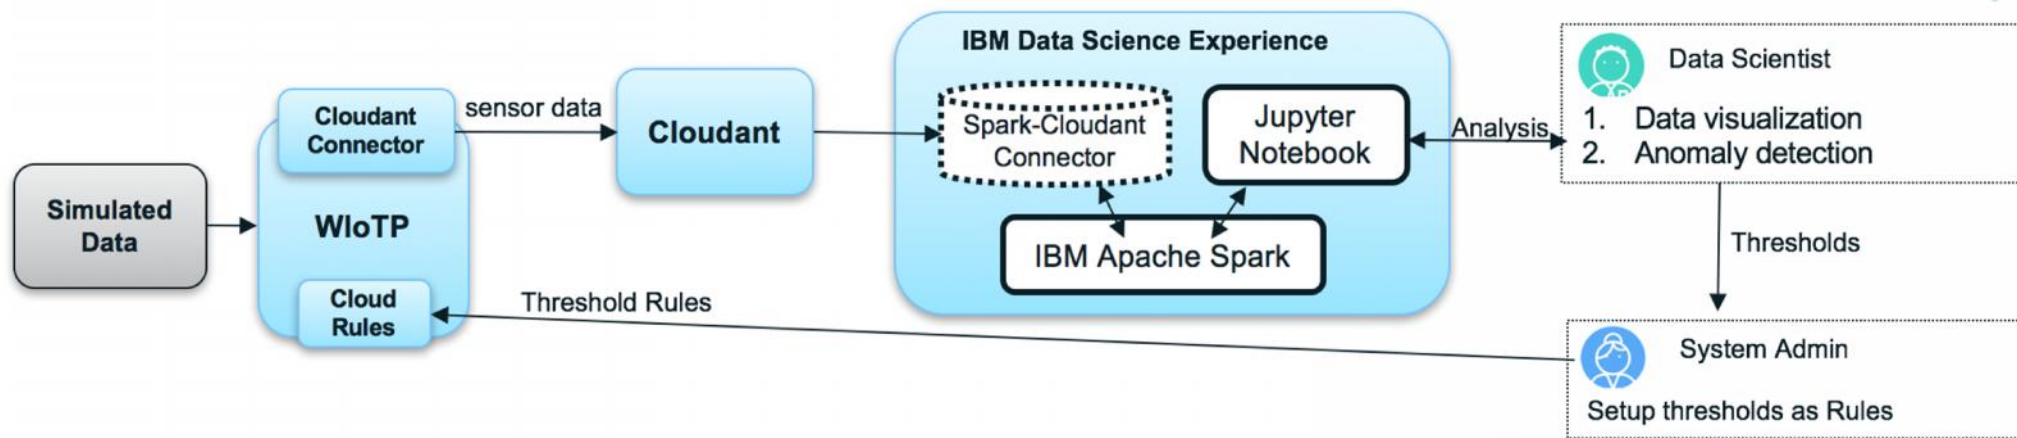 IBM Data Science Experience
Data Scientist
Cloudant
Connector
sensor data
Cloudant
Spark-Cloudant
Connector
Jupyter
Notebook
Analysis
1. Data visualization
2. Anomaly detection
Simulated
Data
WIoTP
IBM Apache Spark
Thresholds
Cloud
Rules
Threshold Rules
System Admin
Setup thresholds as Rules